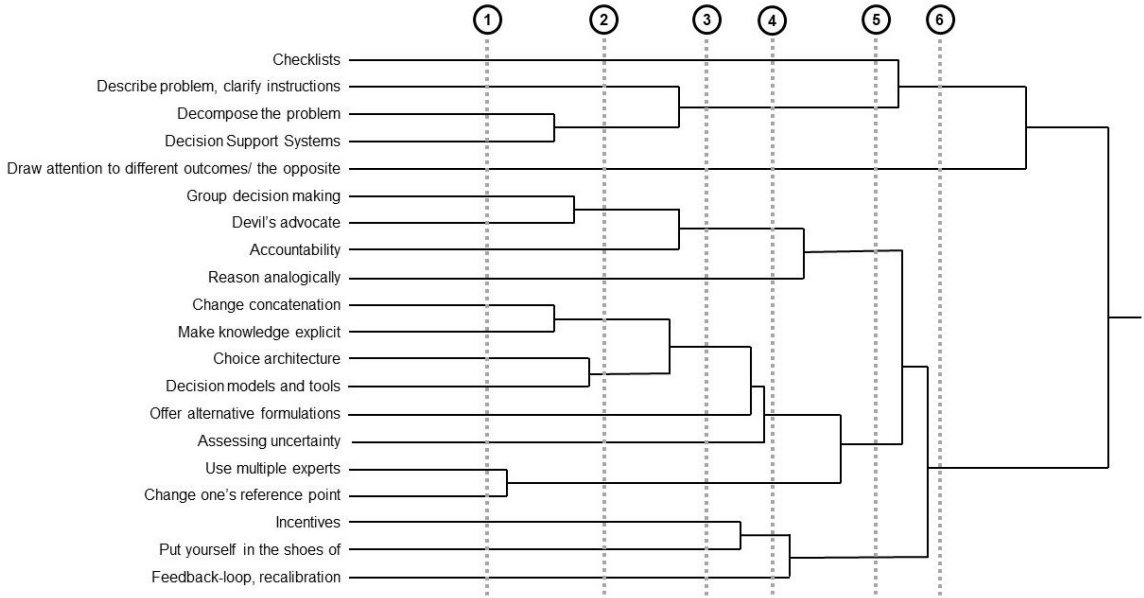 1 2 3 4 5 6
Checklists
Describe problem, clarify instructions
Decompose the problem
Decision Support Systems
Draw attention to different outcomes/ the opposite
Group decision making
Devil's advocate
Accountability
Reason analogically
Change concatenation
Make knowledge explicit
Choice architecture
Decision models and tools
Offer alternative formulations
Assessing uncertainty
Use multiple experts
Change one's reference point
Incentives
Put yourself in the shoes of
Feedback-loop, recalibration